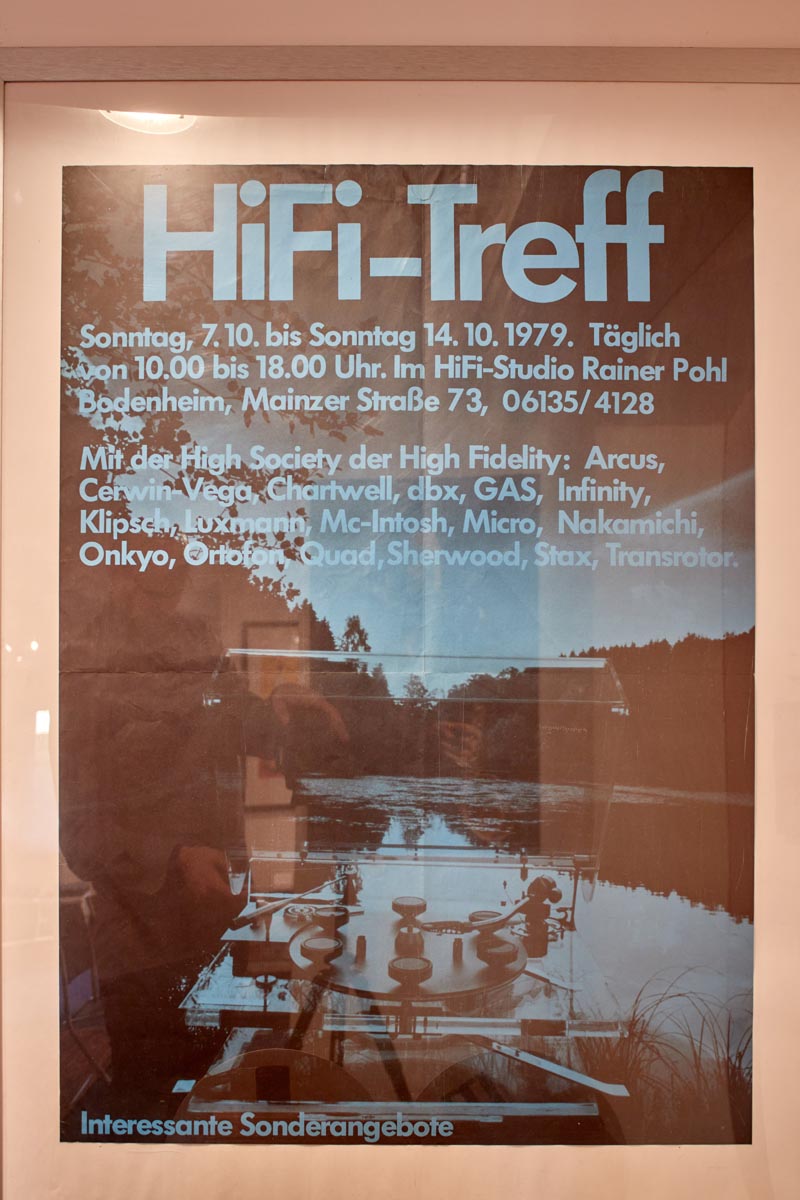 HiFi-Treff
Sonntag, 7.10. bis Sonntag 14.10.1979. Täglich
von 10.00 bis 18.00 Uhr. Im HiFi-Studio Rainer Pohl
Bodenheim, Mainzer Straße 73, 06135/4128
Mit der High Society der High Fidelity: Arcus,
Cerwin-Vega, Chartwell, dbx, GAS, Infinity,
Klipsch, Luxmann, Mc-Intosh, Micro, Nakamichi,
Onkyo, Ortofon, Quad, Sherwood, Stax, Transrotor.
Interessante Sonderangebote